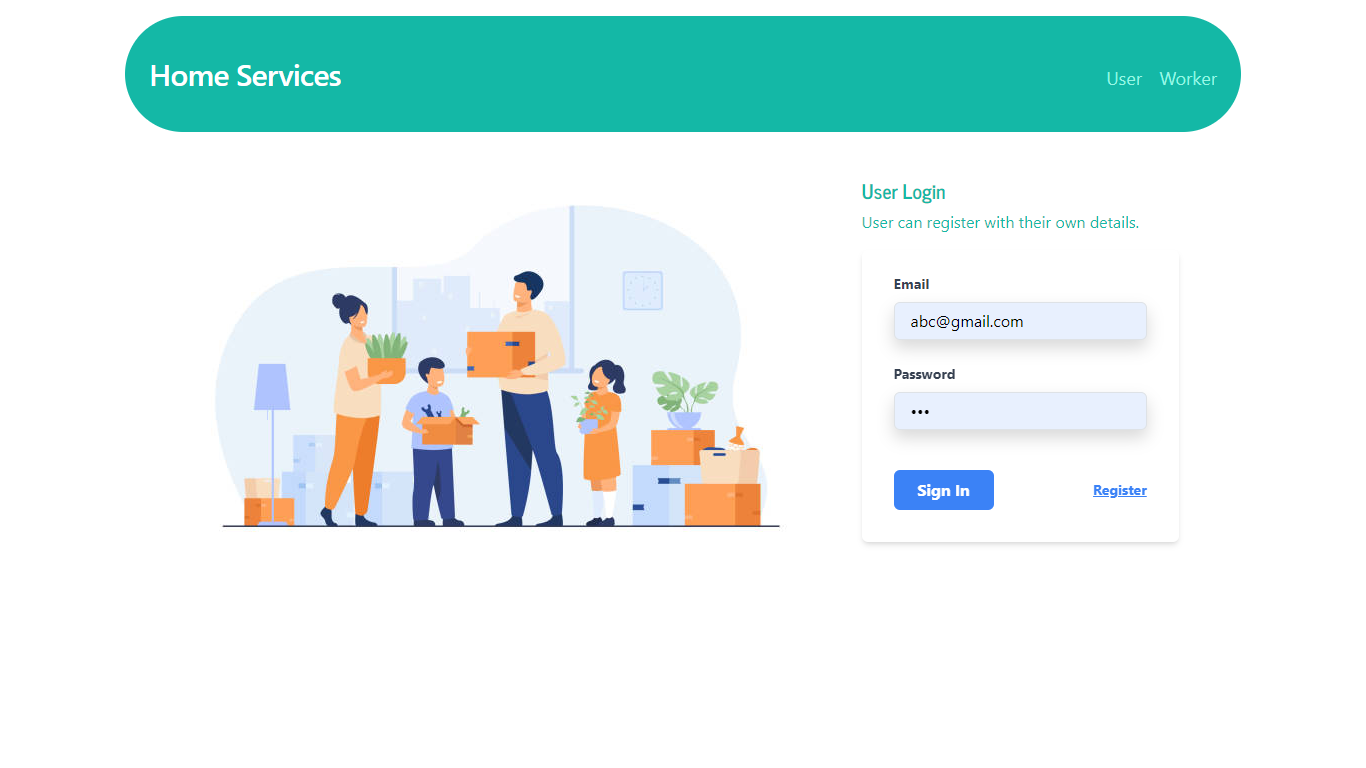 Home Services
User Worker
User Login
User can register with their own details.
Email
abc@gmail.com
Password
•••
Sign In
Register